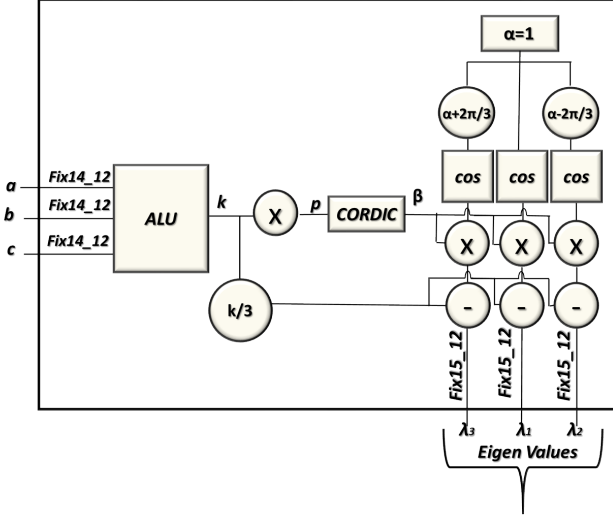 α=1
α+2π/3
α-2π/3
cos
cos
cos
a
Fix14_12
b
Fix14_12
c
Fix14_12
ALU
k
X
p
CORDIC
β
X
X
X
k/3
-
-
-
Fix15_12
Fix15_12
Fix15_12
λ3
λ1
λ2
Eigen Values